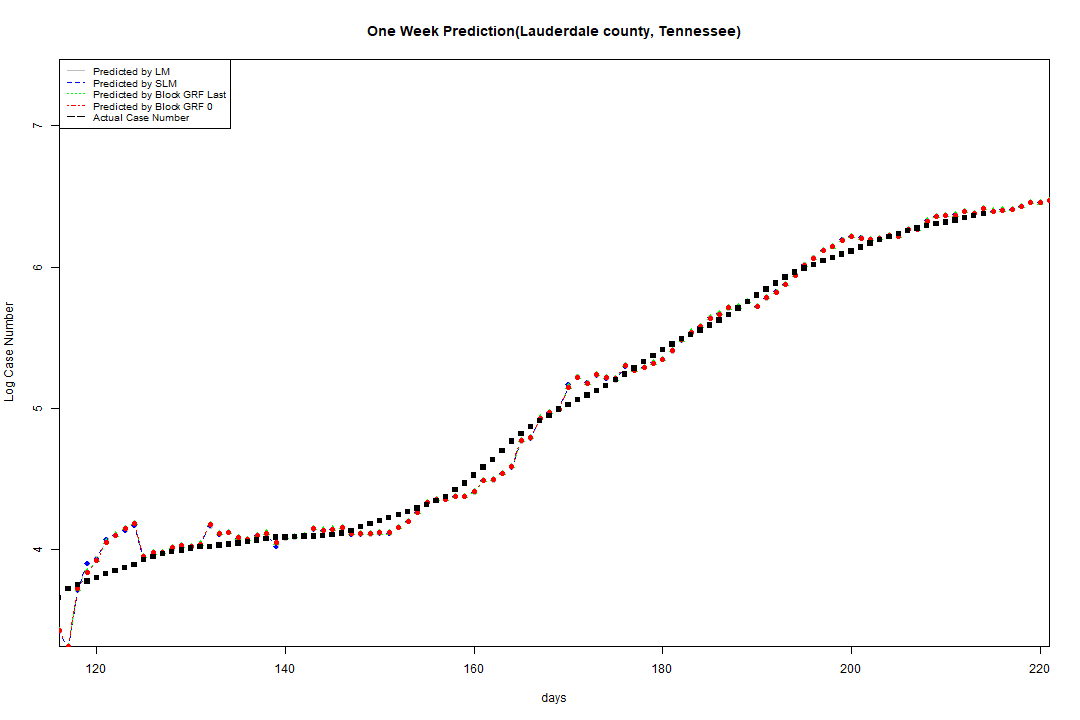 One Week Prediction(Lauderdale county, Tennessee)
Predicted by LM
Predicted by SLM
Predicted by Block GRF Last
Predicted by Block GRF 0
Actual Case Number
7
6
5
4
Log Case Number
120 140 160 180 200 220
days